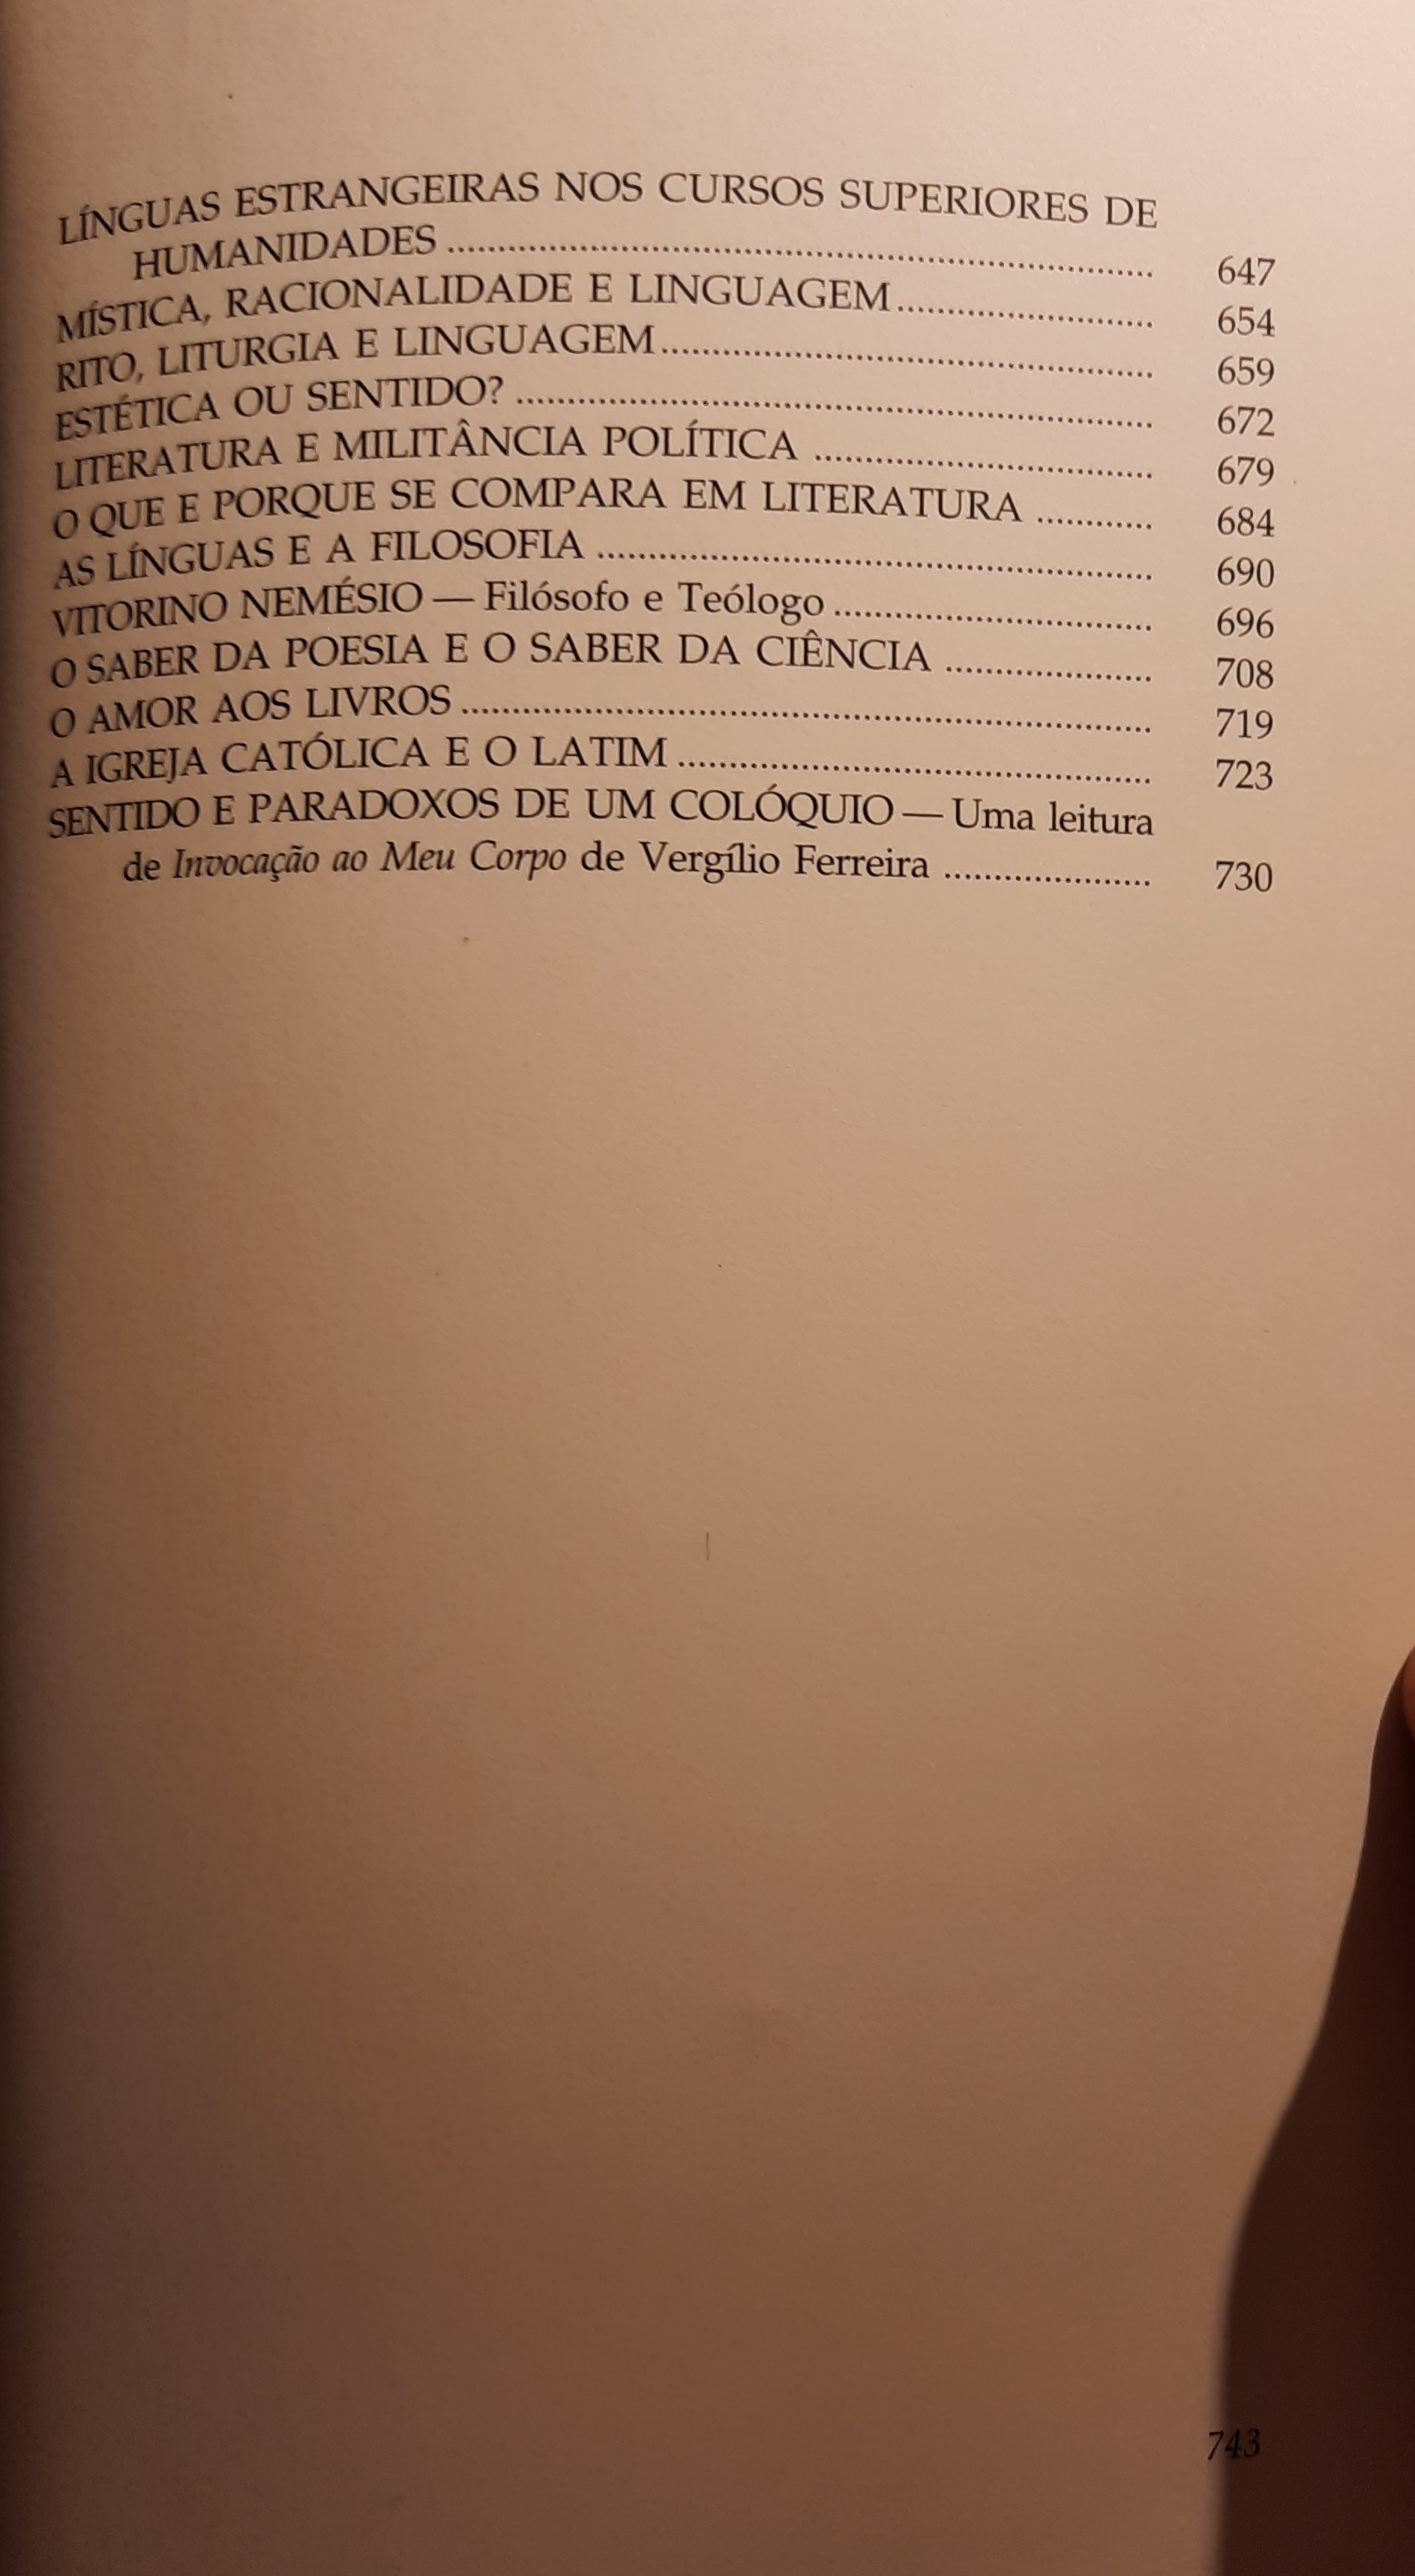 LÍNGUAS ESTRANGEIRAS NOS CURSOS SUPERIORES DE
HUMANIDADES .................................................................... 647
MÍSTICA, RACIONALIDADE E LINGUAGEM......................... 654
RITO, LITURGIA E LINGUAGEM................................................ 659
ESTÉTICA OU SENTIDO? .............................................................. 672
LITERATURA E MILITÂNCIA POLÍTICA ................................. 679
O QUE E PORQUE SE COMPARA EM LITERATURA ............ 684
AS LÍNGUAS E A FILOSOFIA ...................................................... 690
VITORINO NEMÉSIO — Filósofo e Teólogo ............................... 696
O SABER DA POESIA E O SABER DA CIÊNCIA .................... 708
O AMOR AOS LIVROS .................................................................... 719
A IGREJA CATÓLICA E O LATIM .............................................. 723
SENTIDO E PARADOXOS DE UM COLÓQUIO — Uma leitura
de Invocação ao Meu Corpo de Vergílio Ferreira .................... 730
743